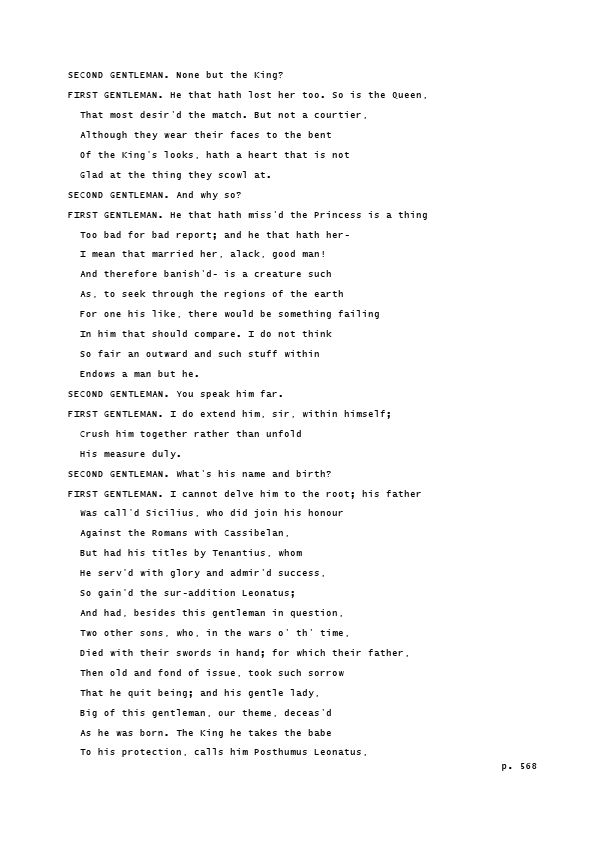 SECOND GENTLEMAN. None but the King?
FIRST GENTLEMAN. He that hath lost her too. So is the Queen,
That most desir'd the match. But not a courtier,
Although they wear their faces to the bent
Of the King's looks, hath a heart that is not
Glad at the thing they scowl at.
SECOND GENTLEMAN. And why so?
FIRST GENTLEMAN. He that hath miss'd the Princess is a thing
Too bad for bad report; and he that hath her-
I mean that married her, alack, good man!
And therefore banish'd- is a creature such
As, to seek through the regions of the earth
For one his like, there would be something failing
In him that should compare. I do not think
So fair an outward and such stuff within
Endows a man but he.
SECOND GENTLEMAN. You speak him far.
FIRST GENTLEMAN. I do extend him, sir, within himself;
Crush him together rather than unfold
His measure duly.
SECOND GENTLEMAN. What's his name and birth?
FIRST GENTLEMAN. I cannot delve him to the root; his father
Was call'd Sicilius, who did join his honour
Against the Romans with Cassibelan,
But had his titles by Tenantius, whom
He serv'd with glory and admir'd success,
So gain'd the sur-addition Leonatus;
And had, besides this gentleman in question,
Two other sons, who, in the wars o' th' time,
Died with their swords in hand; for which their father,
Then old and fond of issue, took such sorrow
That he quit being; and his gentle lady,
Big of this gentleman, our theme, deceas'd
As he was born. The King he takes the babe
To his protection, calls him Posthumus Leonatus,
p. 568